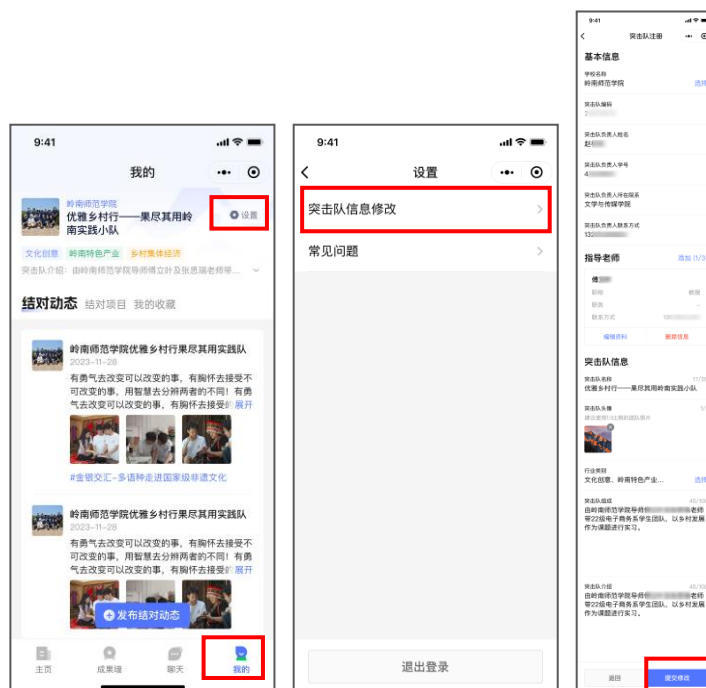 9:41
我的
岭南师范学院
优雅乡村行——果尽其用岭
南实践小队
设置
文化创意 岭南特色产业 乡村集体经济
突击队介绍：由岭南师范学院导师傅立叶及张思瑞老师带...
结对动态 结对项目 我的收藏
岭南师范学院优雅乡村行果尽其用实践队
2023-11-28
有勇气去改变可以改变的事，有胸怀去接受不
可改变的事，用智慧去分辨两者的不同！有勇
气去改变可以改变的事，有胸怀去接受 展开
#金银交汇-多语种走进国家级非遗文化
岭南师范学院优雅乡村行果尽其用实践队
2023-11-28
有勇气去改变可以改变的事，有胸怀去接受不
可改变的事，用智慧去分辨两者的不同！有勇
气去改变可以改变的事，有胸怀去接受 展开
发布结对动态
主页 成果墙 聊天 我的
9:41
设置
突击队信息修改
常见问题
退出登录
9:41
突击队注册
基本信息
学校名称
岭南师范学院 选择
突击队编码
2
突击队负责人姓名
赵
突击队负责人学号
4
突击队负责人所在院系
文学与传媒学院
突击队负责人联系方式
132
指导老师 添加 (1/3
傅
职称 教授
职务 -
联系方式
编辑资料 删除信息
突击队信息
突击队名称
优雅乡村行——果尽其用岭南实践小队
突击队头像 1/
行业类别
文化创意、岭南特色产业... 选择
突击队组成
由岭南师范学院导师 老师
带22级电子商务系学生团队，以乡村发展
作为课题进行实习。
突击队介绍
由岭南师范学院导师 老师
带22级电子商务系学生团队，以乡村发展
作为课题进行实习。
返回 提交修改